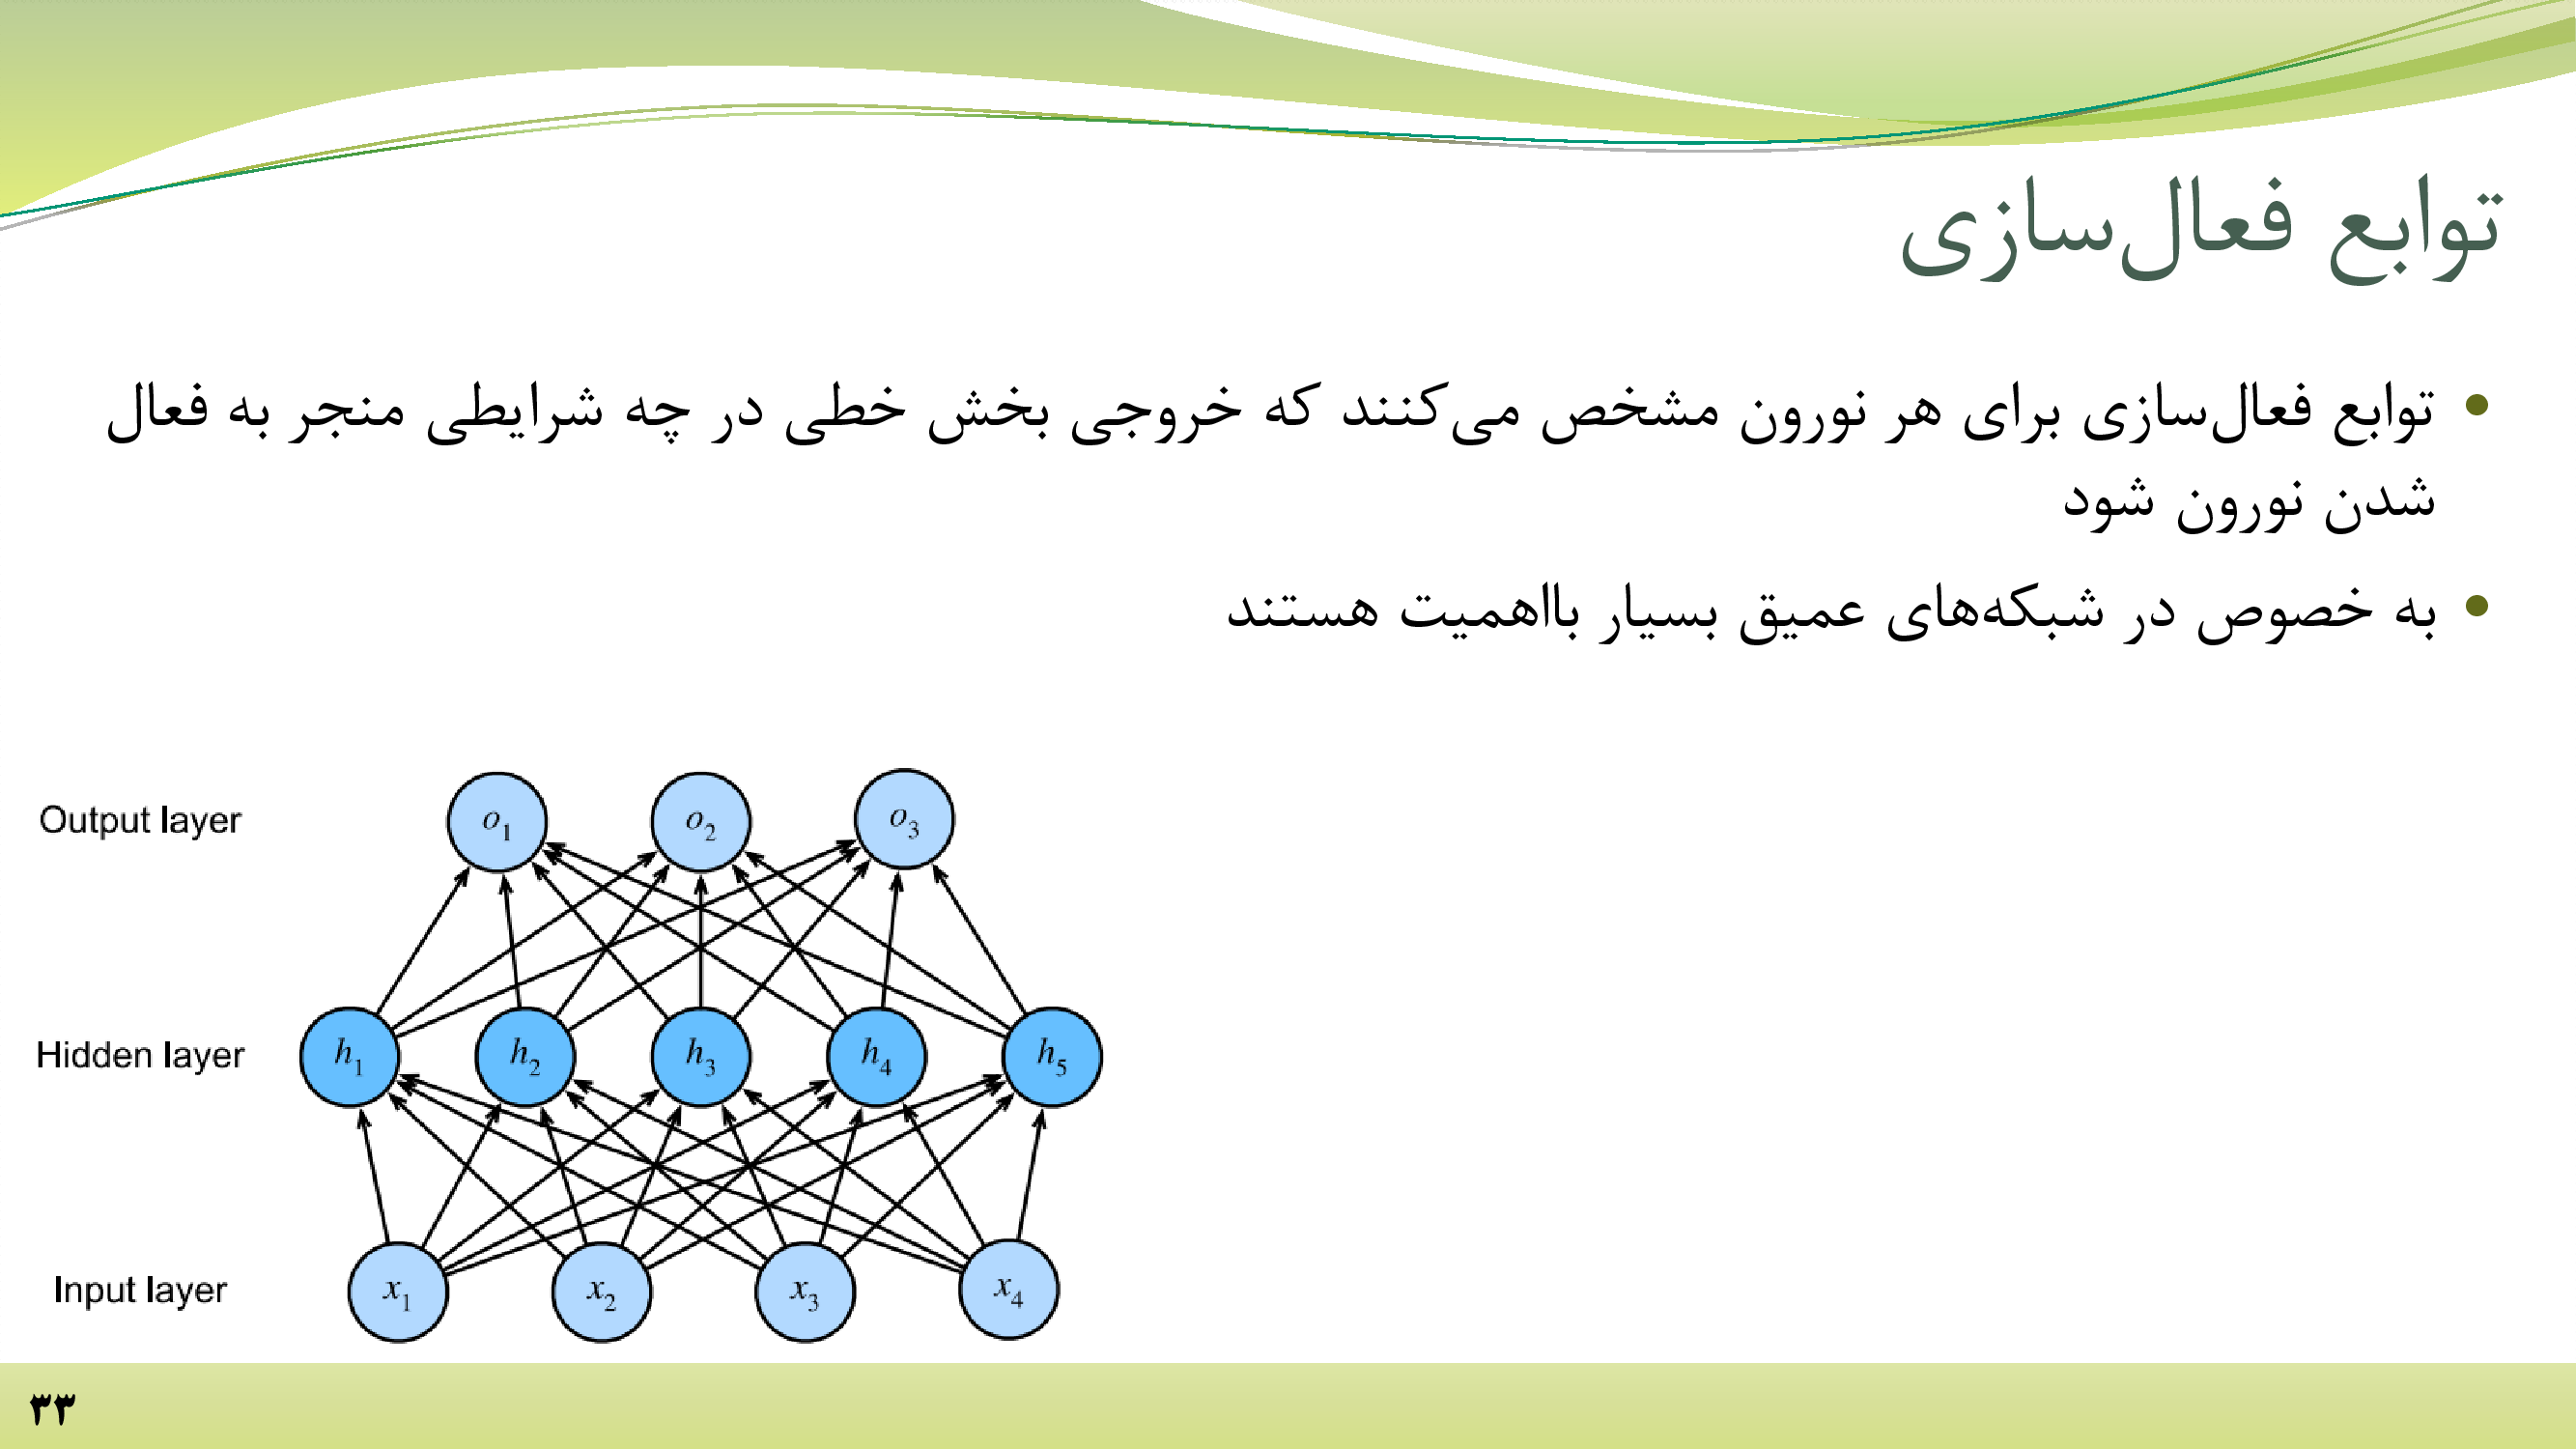 توابع فعال‌سازی
• توابع فعال‌سازی برای هر نورون مشخص می‌کنند که خروجی بخش خطی در چه شرایطی منجر به فعال
شدن نورون شود
• به خصوص در شبکه‌های عمیق بسیار بااهمیت هستند
Output layer
o1 o2 o3
Hidden layer
h1 h2 h3 h4 h5
Input layer
x1 x2 x3 x4
۳۳